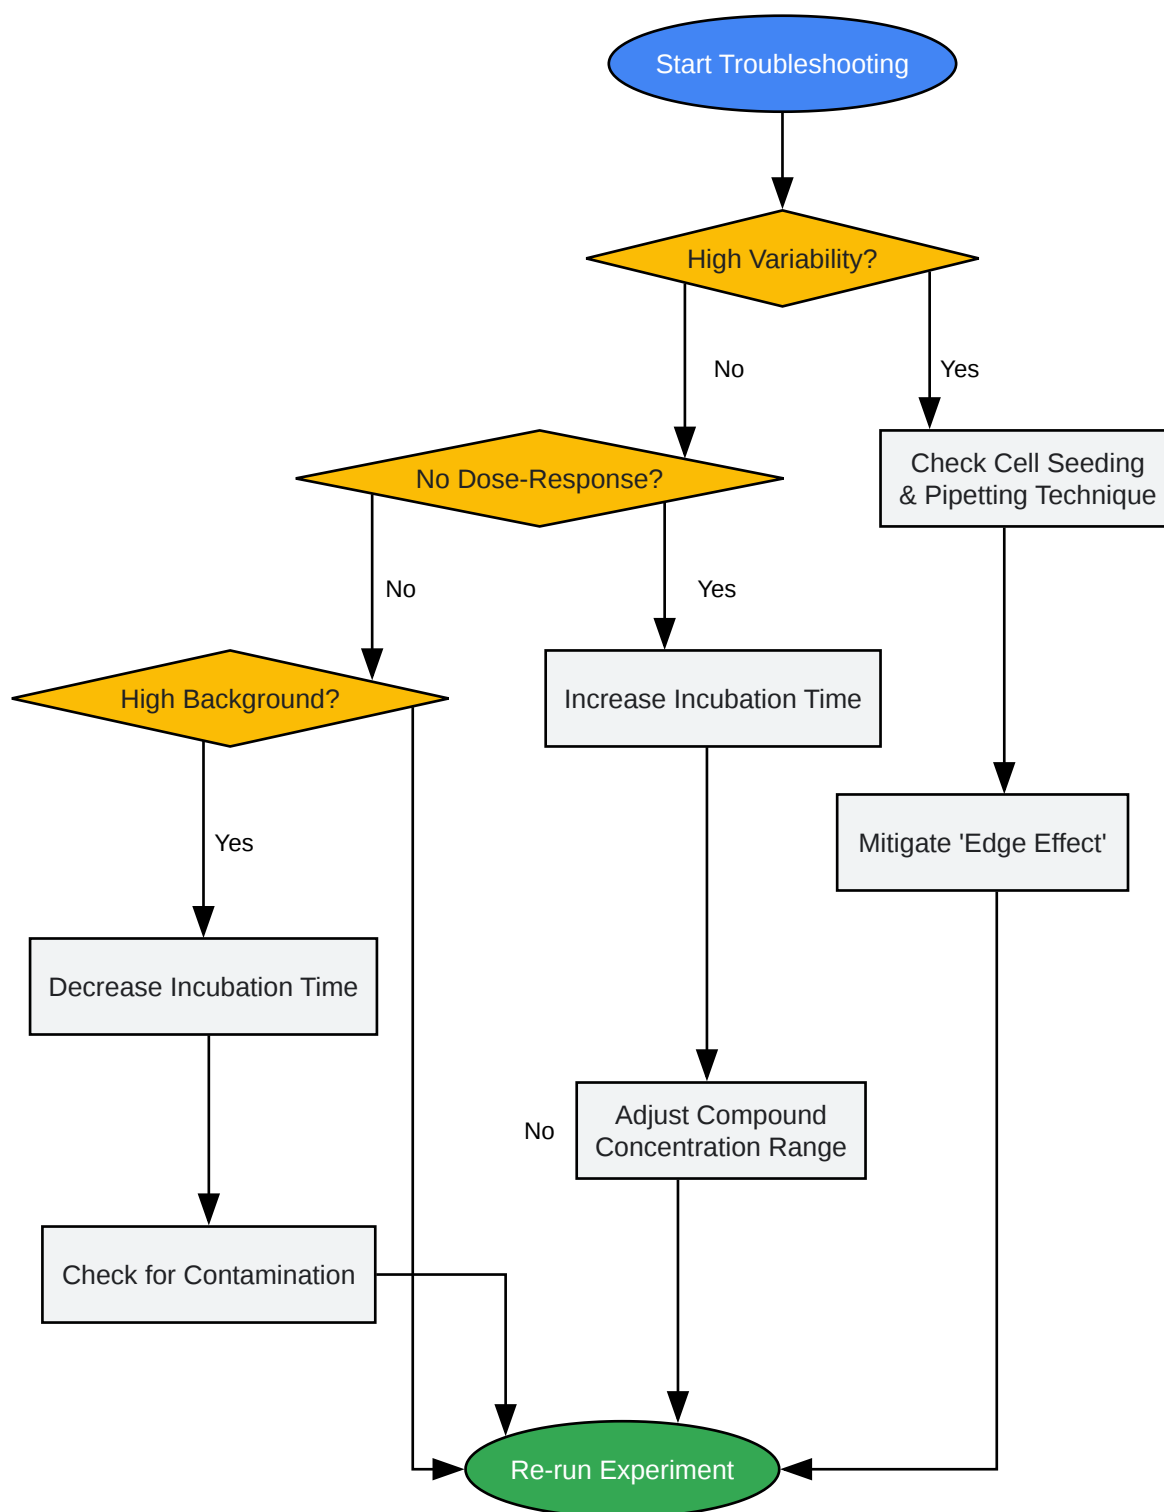 Start Troubleshooting
High Variability?
No
Yes
No Dose-Response?
Check Cell Seeding
& Pipetting Technique
No
Yes
High Background?
Increase Incubation Time
Yes
Mitigate 'Edge Effect'
Decrease Incubation Time
No
Adjust Compound
Concentration Range
Check for Contamination
Re-run Experiment